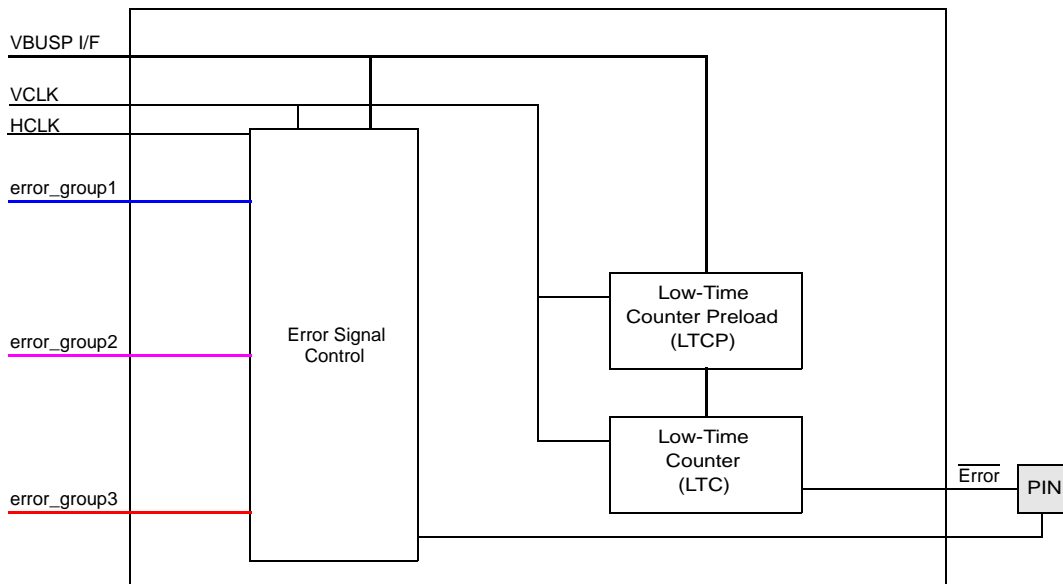 VBUSP I/F
VCLK
HCLK
error_group1
error_group2
error_group3
Error Signal
Control
Low-Time
Counter Preload
(LTCP)
Low-Time
Counter
(LTC)
Error
PIN